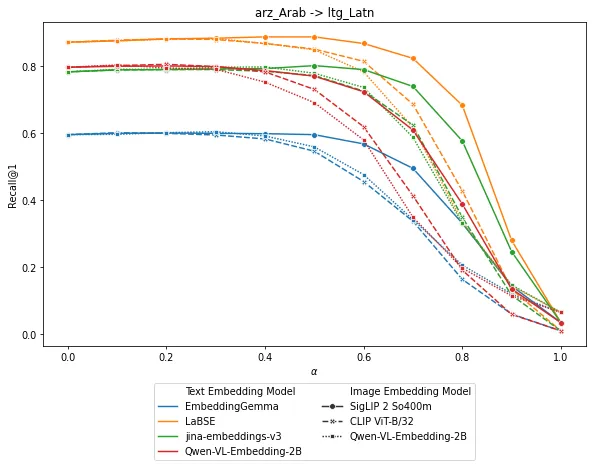 arz_Arab -> ltg_Latn
Recall@1
0.8
0.6
0.4
0.2
0.0
0.0 0.2 0.4 0.6 0.8 1.0
α
Text Embedding Model Image Embedding Model
EmbeddingGemma SigLIP 2 So400m
LaBSE CLIP ViT-B/32
jina-embeddings-v3 Qwen-VL-Embedding-2B
Qwen-VL-Embedding-2B